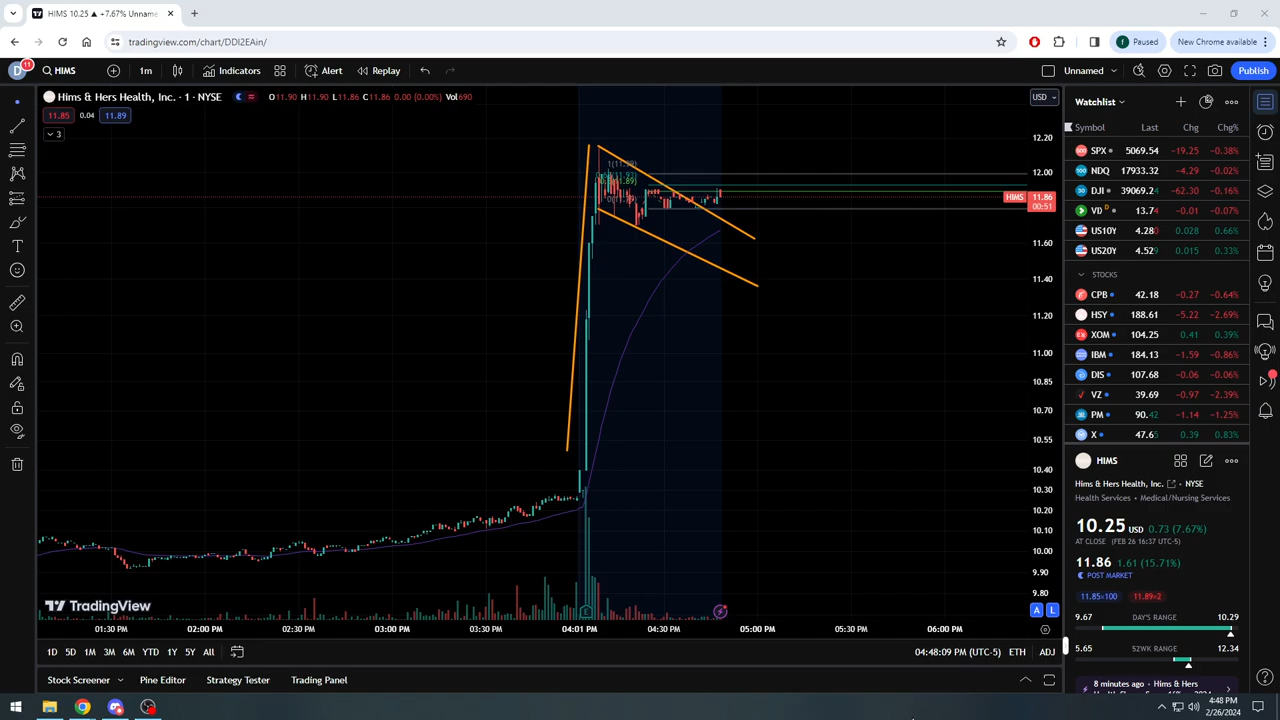 HIMS 10.25 ▲ +7.67% Unname
tradingview.com/chart/DDI2EAin/
Paused
New Chrome available
D
11
HIMS
1m
Indicators
Alert
Replay
Unnamed
Publish
Hims & Hers Health, Inc. · 1 · NYSE
O11.90 H11.90 L11.86 C11.86 0.00 (0.00%) Vol690
11.85 0.04 11.89
3
USD
12.20
12.00
HIMS 11.86
00:51
11.60
11.40
11.20
11.00
10.85
10.70
10.55
10.40
10.30
10.20
10.10
10.00
9.90
9.80
TradingView
E
A L
01:30 PM 02:00 PM 02:30 PM 03:00 PM 03:30 PM 04:01 PM 04:30 PM 05:00 PM 05:30 PM 06:00 PM
1D 5D 1M 3M 6M YTD 1Y 5Y All
04:48:09 PM (UTC-5) ETH ADJ
Stock Screener Pine Editor Strategy Tester Trading Panel
Watchlist
Symbol Last Chg Chg%
SPX 5069.54 −19.25 −0.38%
NDQ 17933.32 −4.29 −0.02%
DJI 39069.24 −62.30 −0.16%
VD D 13.74 −0.01 −0.07%
US10Y 4.280 0.028 0.66%
US20Y 4.529 0.015 0.33%
STOCKS
CPB 42.18 −0.27 −0.64%
HSY 188.61 −5.22 −2.69%
XOM 104.25 0.41 0.39%
IBM 184.13 −1.59 −0.86%
DIS 107.68 −0.06 −0.06%
VZ 39.69 −0.97 −2.39%
PM 90.42 −1.14 −1.25%
X 47.65 0.39 0.83%
HIMS
Hims & Hers Health, Inc. • NYSE
Health Services • Medical/Nursing Services
10.25 USD 0.73 (7.67%)
AT CLOSE (FEB 26 16:37 UTC-5)
11.86 1.61 (15.71%)
POST MARKET
11.85×100 11.89×2
9.67 DAY'S RANGE 10.29
5.65 52WK RANGE 12.34
8 minutes ago • Hims & Hers
4:48 PM
2/26/2024